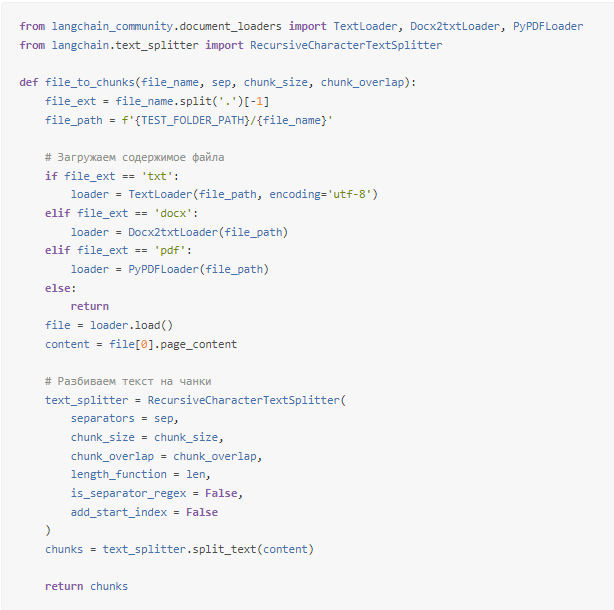 from langchain_community.document_loaders import TextLoader, Docx2txtLoader, PyPDFLoader
from langchain.text_splitter import RecursiveCharacterTextSplitter

def file_to_chunks(file_name, sep, chunk_size, chunk_overlap):
    file_ext = file_name.split('.')[-1]
    file_path = f'{TEST_FOLDER_PATH}/{file_name}'

    # Загружаем содержимое файла
    if file_ext == 'txt':
        loader = TextLoader(file_path, encoding='utf-8')
    elif file_ext == 'docx':
        loader = Docx2txtLoader(file_path)
    elif file_ext == 'pdf':
        loader = PyPDFLoader(file_path)
    else:
        return
    file = loader.load()
    content = file[0].page_content

    # Разбиваем текст на чанки
    text_splitter = RecursiveCharacterTextSplitter(
        separators = sep,
        chunk_size = chunk_size,
        chunk_overlap = chunk_overlap,
        length_function = len,
        is_separator_regex = False,
        add_start_index = False
    )
    chunks = text_splitter.split_text(content)

    return chunks